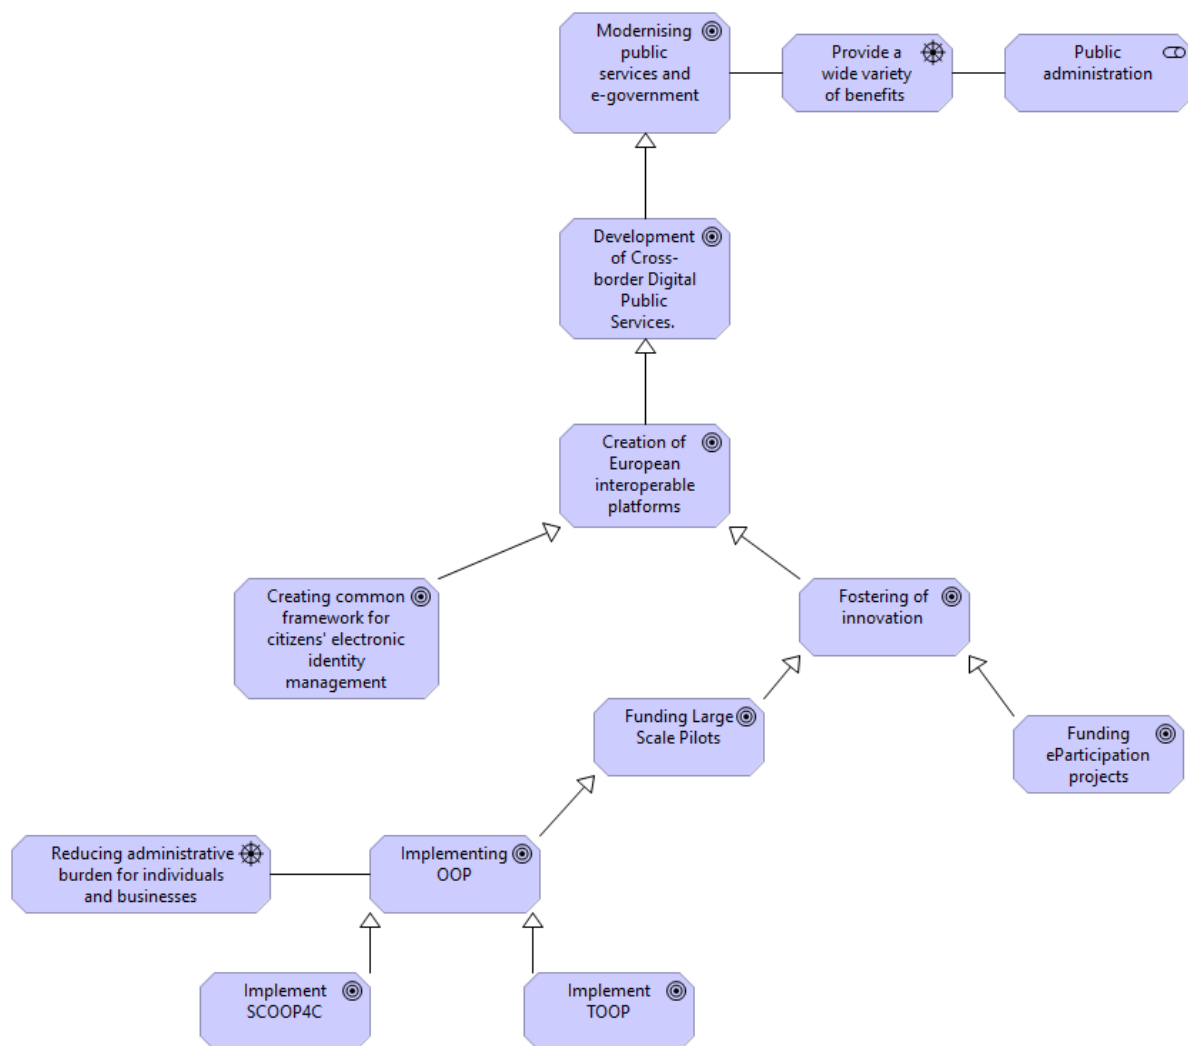 Modernising
public
services and
e-government
Provide a
wide variety
of benefits
Public
administration
Development
of Cross-
border Digital
Public
Services.
Creation of
European
interoperable
platforms
Creating common
framework for
citizens' electronic
identity
management
Fostering of
innovation
Funding Large
Scale Pilots
Funding
eParticipation
projects
Reducing administrative
burden for individuals
and businesses
Implementing
OOP
Implement
SCOOP4C
Implement
TOOP